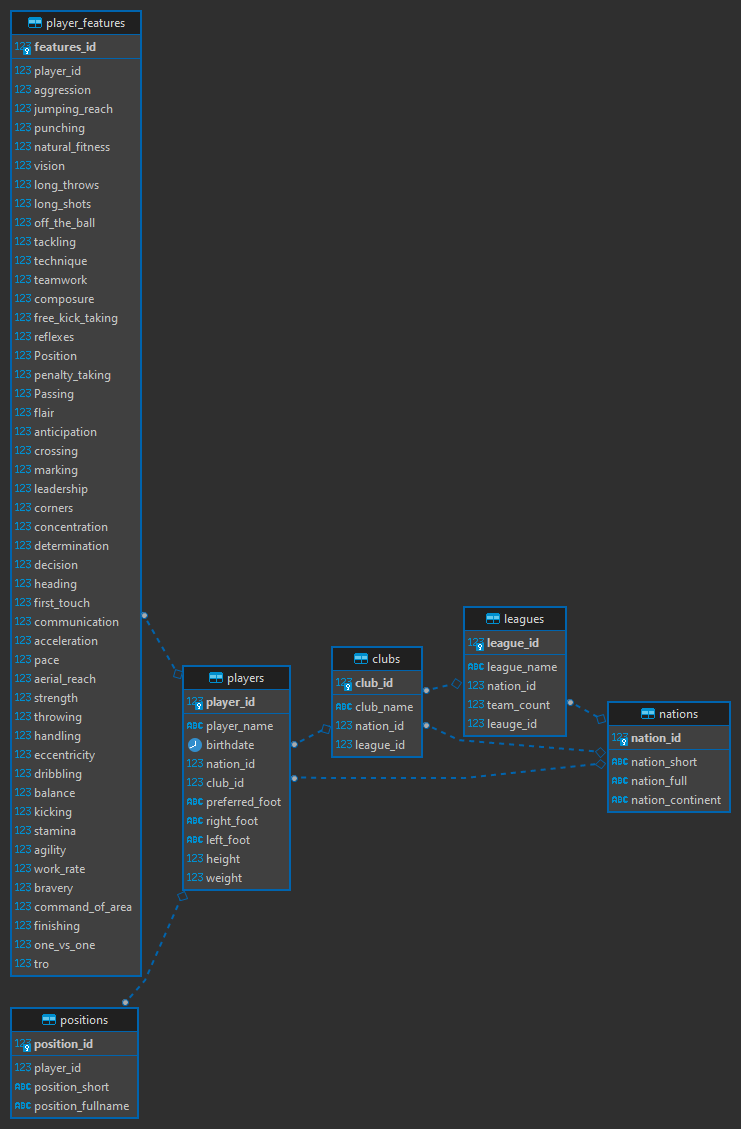 player_features
123 features_id
123 player_id
123 aggression
123 jumping_reach
123 punching
123 natural_fitness
123 vision
123 long_throws
123 long_shots
123 off_the_ball
123 tackling
123 technique
123 teamwork
123 composure
123 free_kick_taking
123 reflexes
123 Position
123 penalty_taking
123 Passing
123 flair
123 anticipation
123 crossing
123 marking
123 leadership
123 corners
123 concentration
123 determination
123 decision
123 heading
123 first_touch
123 communication
123 acceleration
123 pace
123 aerial_reach
123 strength
123 throwing
123 handling
123 eccentricity
123 dribbling
123 balance
123 kicking
123 stamina
123 agility
123 work_rate
123 bravery
123 command_of_area
123 finishing
123 one_vs_one
123 tro
positions
123 position_id
123 player_id
ABC position_short
ABC position_fullname
players
123 player_id
ABC player_name
birthdate
123 nation_id
123 club_id
ABC preferred_foot
ABC right_foot
ABC left_foot
123 height
123 weight
clubs
123 club_id
ABC club_name
123 nation_id
123 league_id
leagues
123 league_id
ABC league_name
123 nation_id
123 team_count
123 leauge_id
nations
123 nation_id
ABC nation_short
ABC nation_full
ABC nation_continent